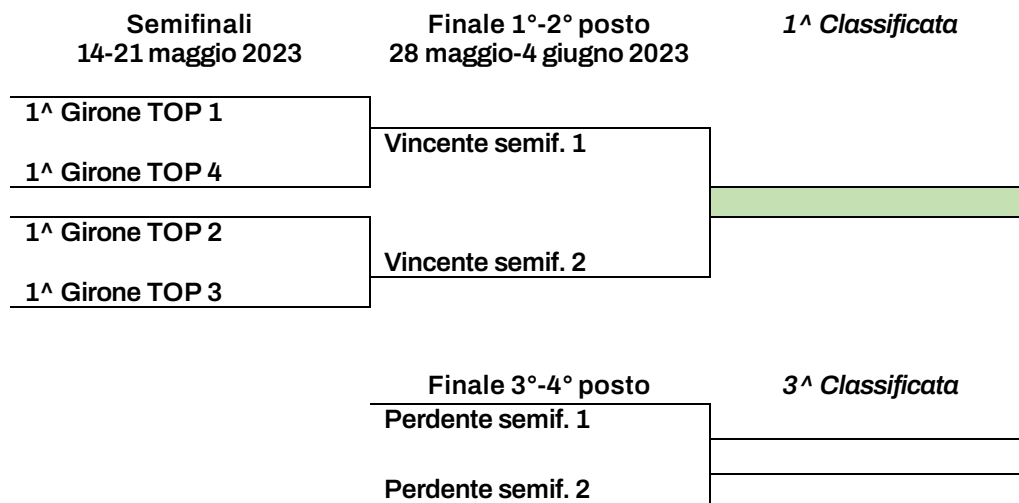 Semifinali
14-21 maggio 2023
Finale 1°-2° posto
28 maggio-4 giugno 2023
1^ Classificata
1^ Girone TOP 1
Vincente semif. 1
1^ Girone TOP 4
1^ Girone TOP 2
Vincente semif. 2
1^ Girone TOP 3
Finale 3°-4° posto
3^ Classificata
Perdente semif. 1
Perdente semif. 2